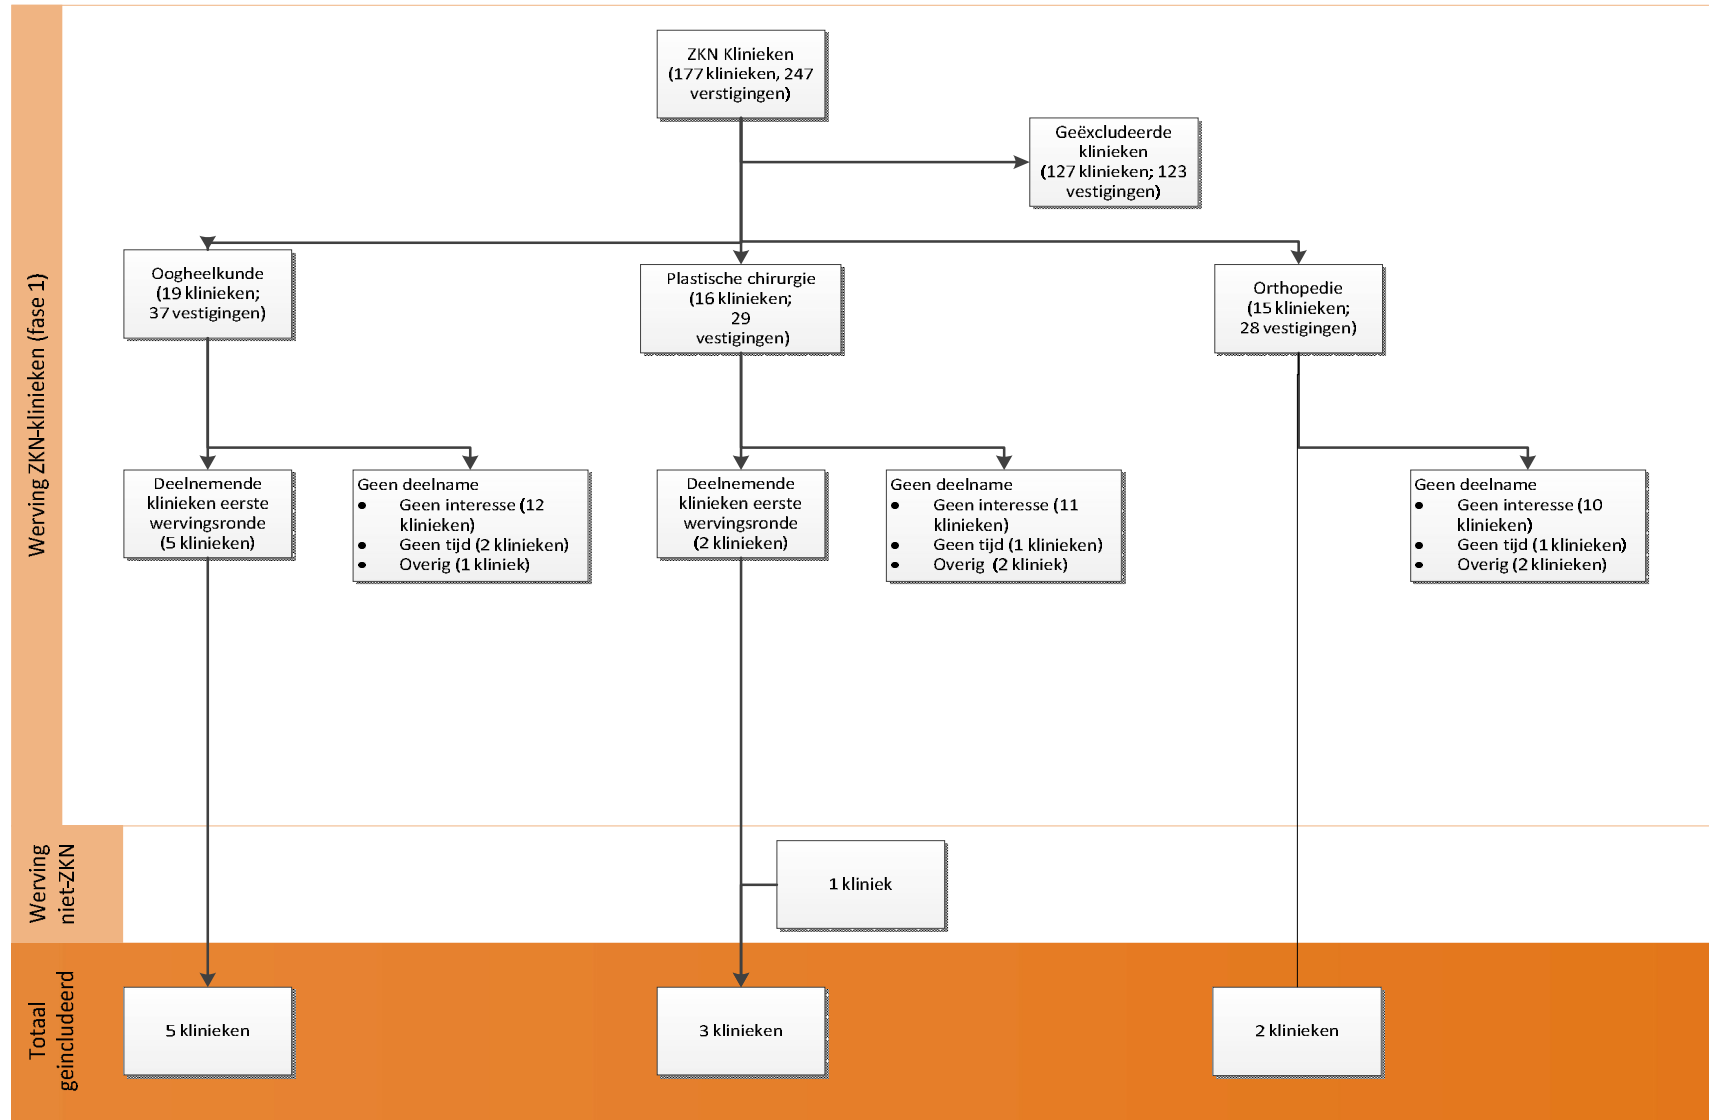 Werving ZKN-klinieken (fase 1)
ZKN Klinieken
(177 klinieken, 247
verstigingen)
Geëxcludeerde
klinieken
(127 klinieken; 123
vestigingen)
Oogheelkunde
(19 klinieken;
37 vestigingen)
Plastische chirurgie
(16 klinieken;
29
vestigingen)
Orthopedie
(15 klinieken;
28 vestigingen)
Deelnemende
klinieken eerste
wervingsronde
(5 klinieken)
Geen deelname
• Geen interesse (12
klinieken)
• Geen tijd (2 klinieken)
• Overig (1 kliniek)
Deelnemende
klinieken eerste
wervingsronde
(2 klinieken)
Geen deelname
• Geen interesse (11
klinieken)
• Geen tijd (1 klinieken)
• Overig (2 kliniek)
Geen deelname
• Geen interesse (10
klinieken)
• Geen tijd (1 klinieken)
• Overig (2 klinieken)
Werving
niet-ZKN
1 kliniek
Totaal
geincludeerd
5 klinieken
3 klinieken
2 klinieken